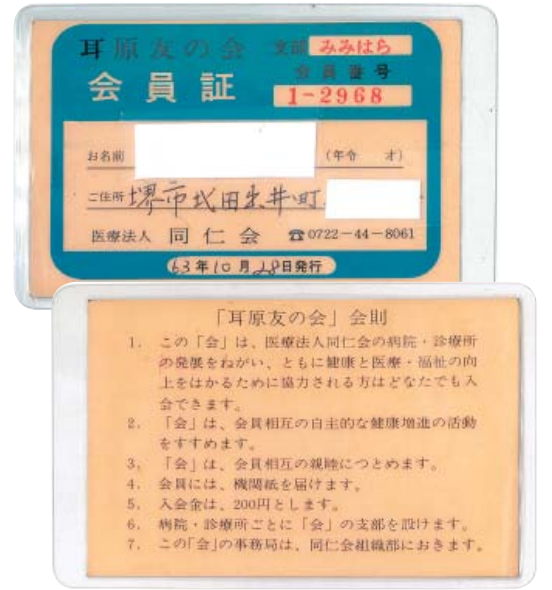 耳原友の会 支部 みみはら
会員番号
会員証 1-2968
お名前 (年令 才)
ご住所 堺市 田出井町
医療法人 同仁会 ☎0722-44-8061
63年10月28日発行
「耳原友の会」会則
1. この「会」は、医療法人同仁会の病院・診療所
の発展をねがい、ともに健康と医療・福祉の向
上をはかるために協力される方はどなたでも入
会できます。
2. 「会」は、会員相互の自主的な健康増進の活動
をすすめます。
3. 「会」は、会員相互の親睦につとめます。
4. 会員には、機関紙を届けます。
5. 入会金は、200円とします。
6. 病院・診療所ごとに「会」の支部を設けます。
7. この「会」の事務局は、同仁会組織部におきます。